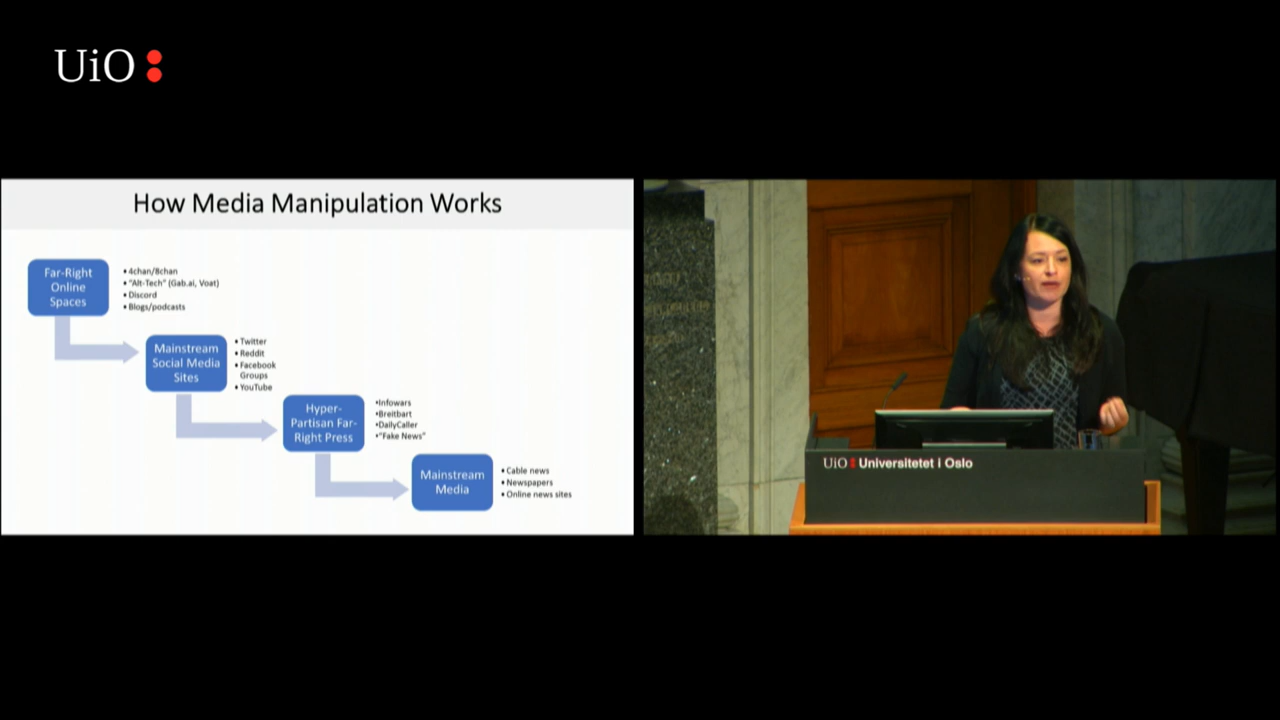 UiO
How Media Manipulation Works
Far-Right
Online
Spaces
• 4chan/8chan
• "Alt-Tech" (Gab.ai, Voat)
• Discord
• Blogs/podcasts
Mainstream
Social Media
Sites
• Twitter
• Reddit
• Facebook
Groups
• YouTube
Hyper-
Partisan Far-
Right Press
•Infowars
•Breitbart
•DailyCaller
•"Fake News"
Mainstream
Media
• Cable news
• Newspapers
• Online news sites
UiO Universitetet i Oslo